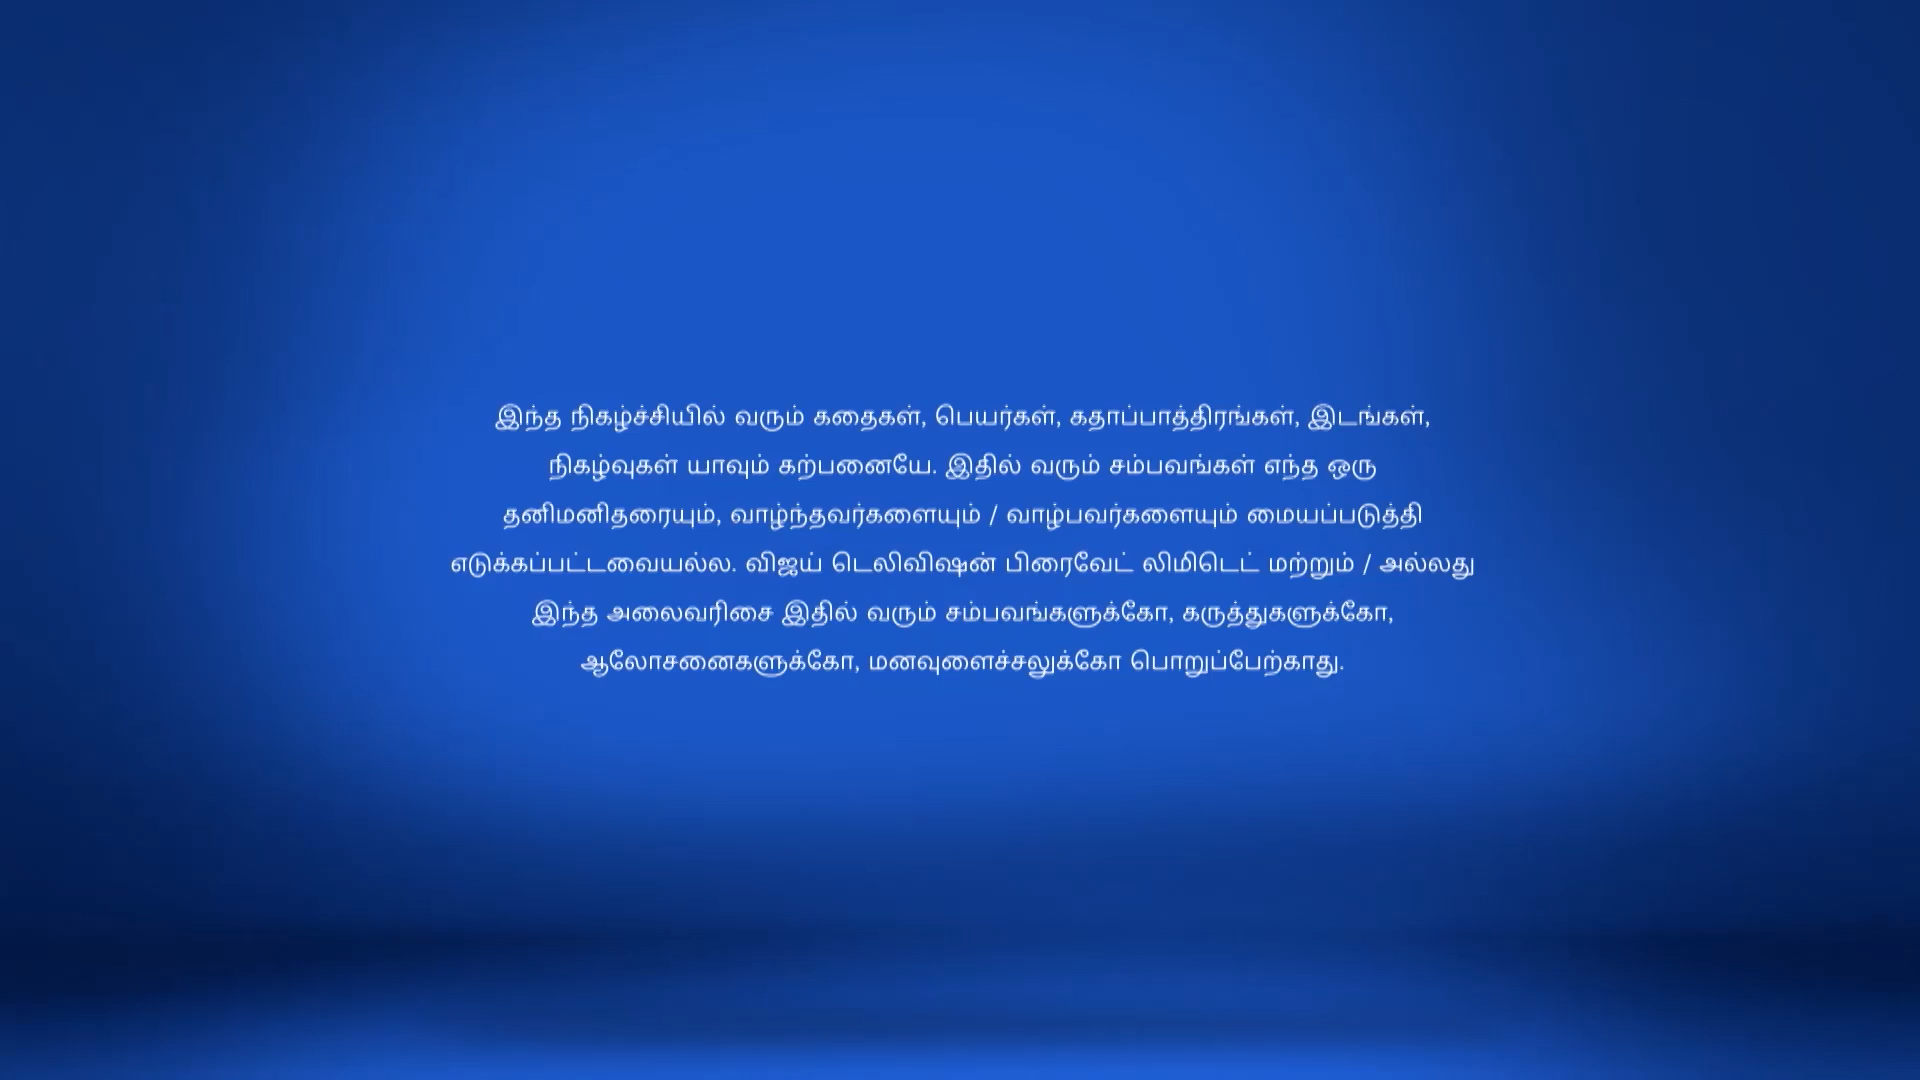 இந்த நிகழ்ச்சியில் வரும் கதைகள், பெயர்கள், கதாப்பாத்திரங்கள், இடங்கள்,
நிகழ்வுகள் யாவும் கற்பனையே. இதில் வரும் சம்பவங்கள் எந்த ஒரு
தனிமனிதரையும், வாழ்ந்தவர்களையும் / வாழ்பவர்களையும் மையப்படுத்தி
எடுக்கப்பட்டவையல்ல. விஜய் டெலிவிஷன் பிரைவேட் லிமிடெட் மற்றும் / அல்லது
இந்த அலைவரிசை இதில் வரும் சம்பவங்களுக்கோ, கருத்துகளுக்கோ,
ஆலோசனைகளுக்கோ, மனவுளைச்சலுக்கோ பொறுப்பேற்காது.